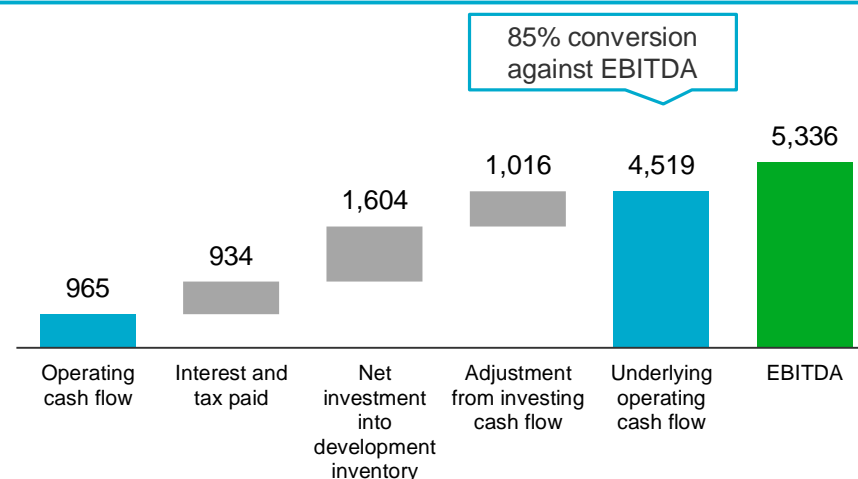 85% conversion
against EBITDA
965
934
1,604
1,016
4,519
5,336
Operating
cash flow
Interest and
tax paid
Net
investment
into
development
inventory
Adjustment
from investing
cash flow
Underlying
operating
cash flow
EBITDA